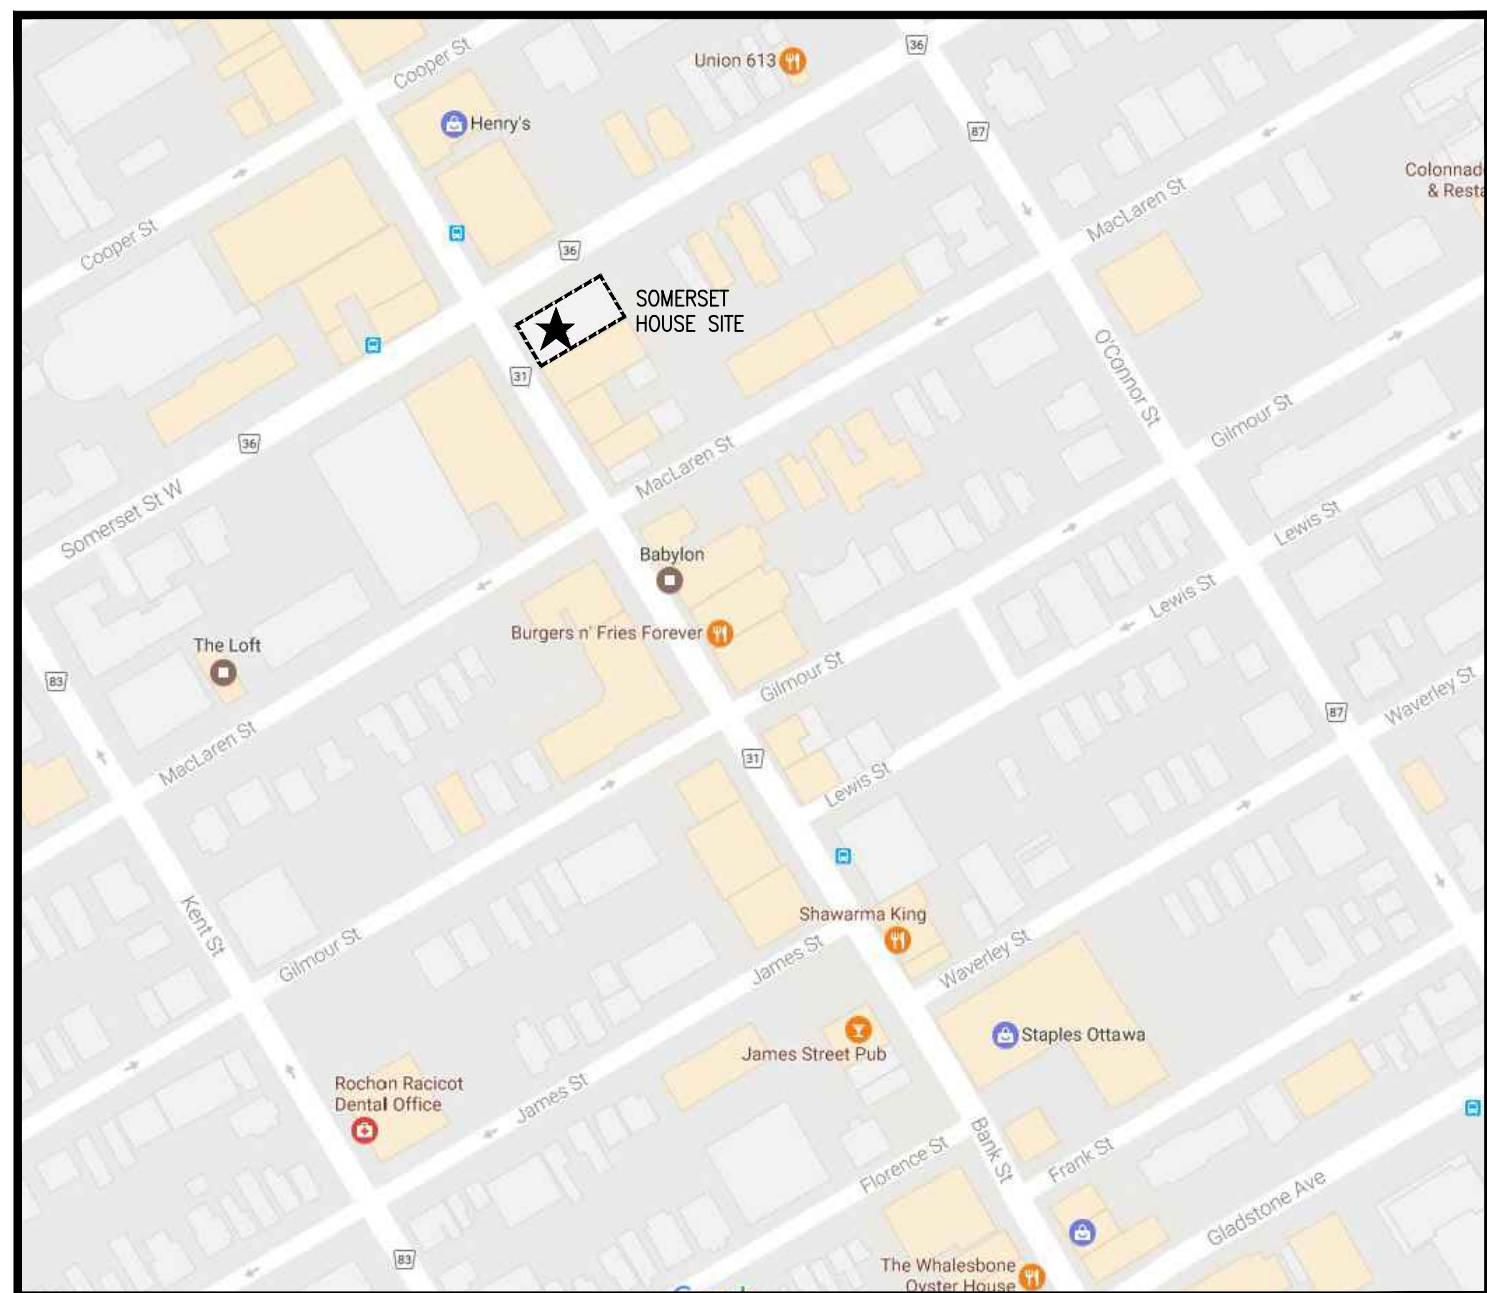 Cooper St
36
Union 613
Henry's
87
Colonnad
& Resta
MacLaren St
Cooper St
36
SOMERSET
HOUSE SITE
31
O'Connor St
Gilmour St
36
MacLaren St
Somerset St W
Lewis St
Babylon
Lewis St
Burgers n' Fries Forever
The Loft
Gilmour St
83
Waverley St
87
MacLaren St
31
Lewis St
Kent St
Shawarma King
Gilmour St
James St
Waverley St
Staples Ottawa
James Street Pub
Rochon Racicot
Dental Office
James St
Bank St
Florence St
Frank St
Gladstone Ave
83
The Whalesbone
Oyster House